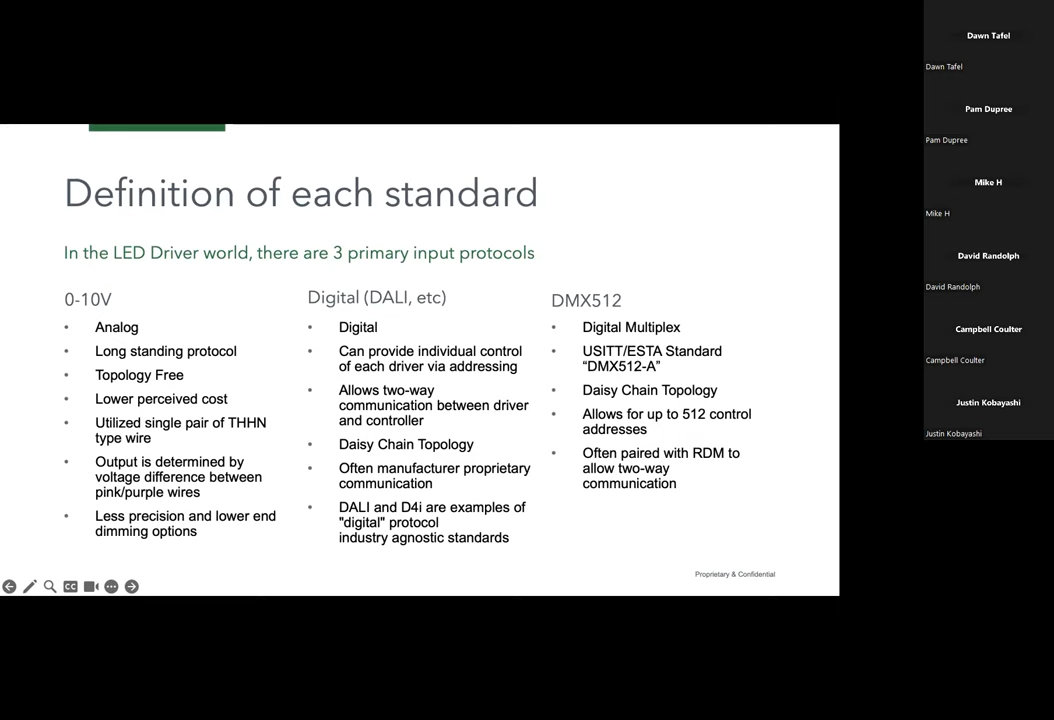 Definition of each standard
In the LED Driver world, there are 3 primary input protocols
0-10V
• Analog
• Long standing protocol
• Topology Free
• Lower perceived cost
• Utilized single pair of THHN
type wire
• Output is determined by
voltage difference between
pink/purple wires
• Less precision and lower end
dimming options
Digital (DALI, etc)
• Digital
• Can provide individual control
of each driver via addressing
• Allows two-way
communication between driver
and controller
• Daisy Chain Topology
• Often manufacturer proprietary
communication
• DALI and D4i are examples of
"digital" protocol
industry agnostic standards
DMX512
• Digital Multiplex
• USITT/ESTA Standard
“DMX512-A”
• Daisy Chain Topology
• Allows for up to 512 control
addresses
• Often paired with RDM to
allow two-way
communication
Proprietary & Confidential
CC
Dawn Tafel
Dawn Tafel
Pam Dupree
Pam Dupree
Mike H
Mike H
David Randolph
David Randolph
Campbell Coulter
Campbell Coulter
Justin Kobayashi
Justin Kobayashi